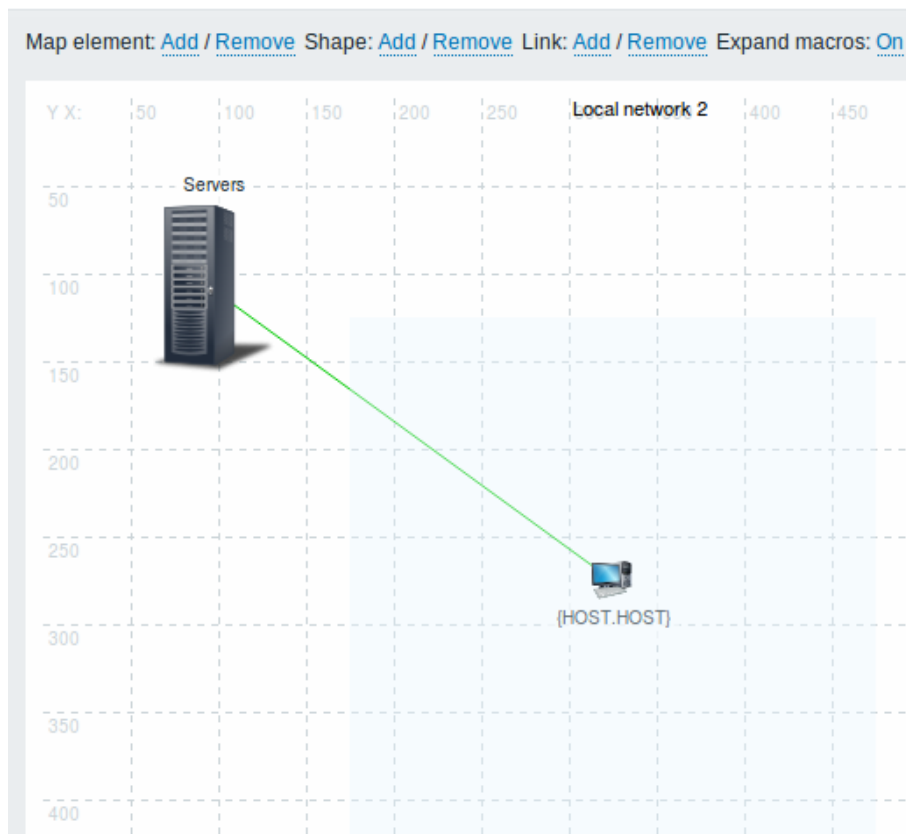 Map element: Add / Remove Shape: Add / Remove Link: Add / Remove Expand macros: On
Y X: 50 100 150 200 250 400 450
Local network 2
Servers
50
100
150
200
250
{HOST.HOST}
300
350
400